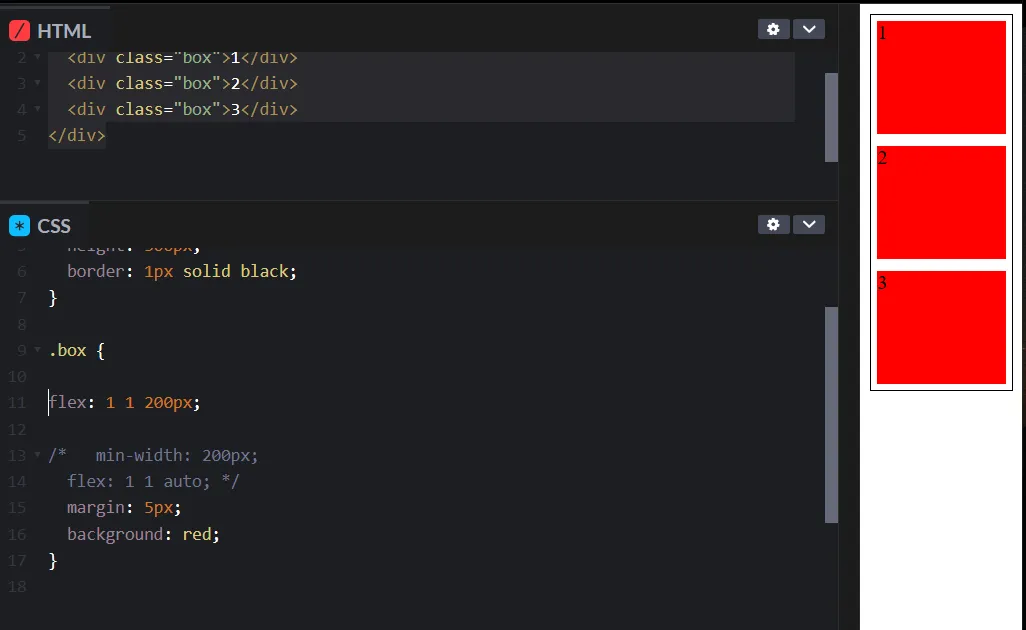 HTML
2 <div class="box">1</div>
3 <div class="box">2</div>
4 <div class="box">3</div>
5 </div>
CSS
5 height: 300px;
6 border: 1px solid black;
7 }
8
9 .box {
10
11 flex: 1 1 200px;
12
13 /* min-width: 200px;
14 flex: 1 1 auto; */
15 margin: 5px;
16 background: red;
17 }
18
1
2
3